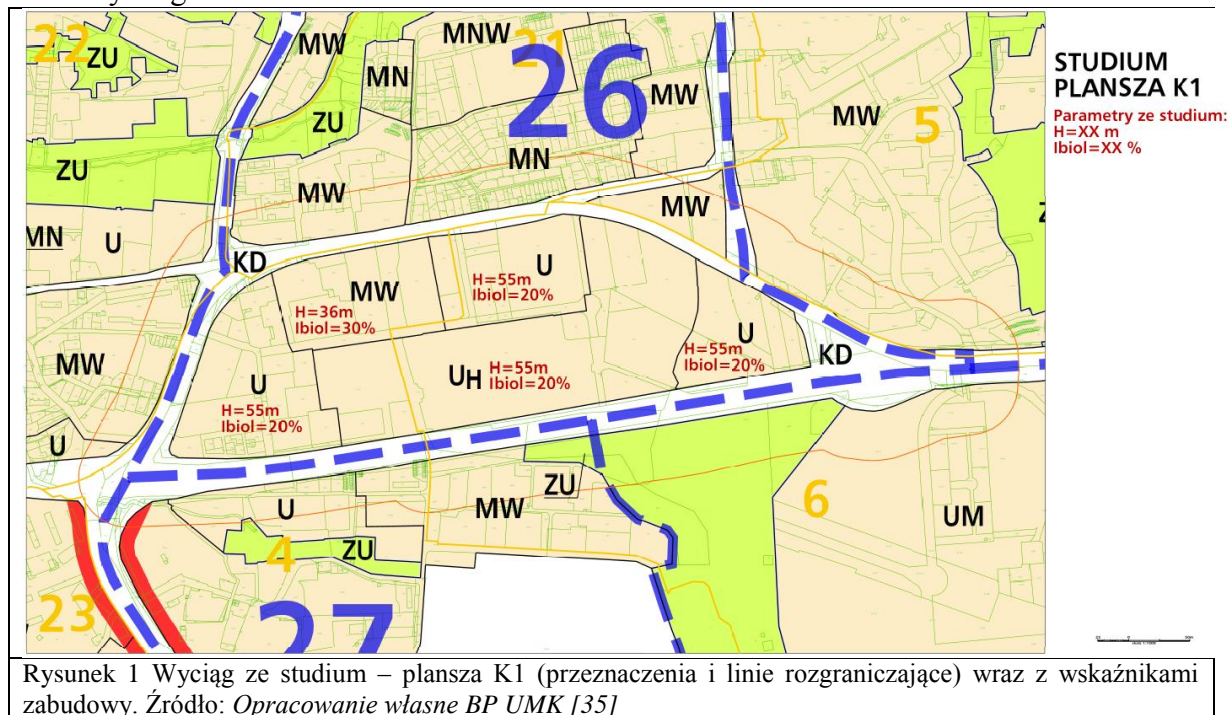 22
ZU
MW
MNW
21
26
MN
MW
STUDIUM
PLANSZA K1
Parametry ze studium:
H=XX m
Ibiol=XX %
ZU
MW
5
ZU
MN
MW
MW
MN
U
KD
U
H=55m
Ibiol=20%
MW
H=36m
Ibiol=30%
U
KD
H=55m
Ibiol=20%
MW
UH
H=55m
Ibiol=20%
U
H=55m
Ibiol=20%
U
ZU
MW
6
UM
U
4
ZU
23
27
Rysunek 1 Wyciąg ze studium – plansza K1 (przeznaczenia i linie rozgraniczające) wraz z wskaźnikami
zabudowy. Źródło: Opracowanie własne BP UMK [35]